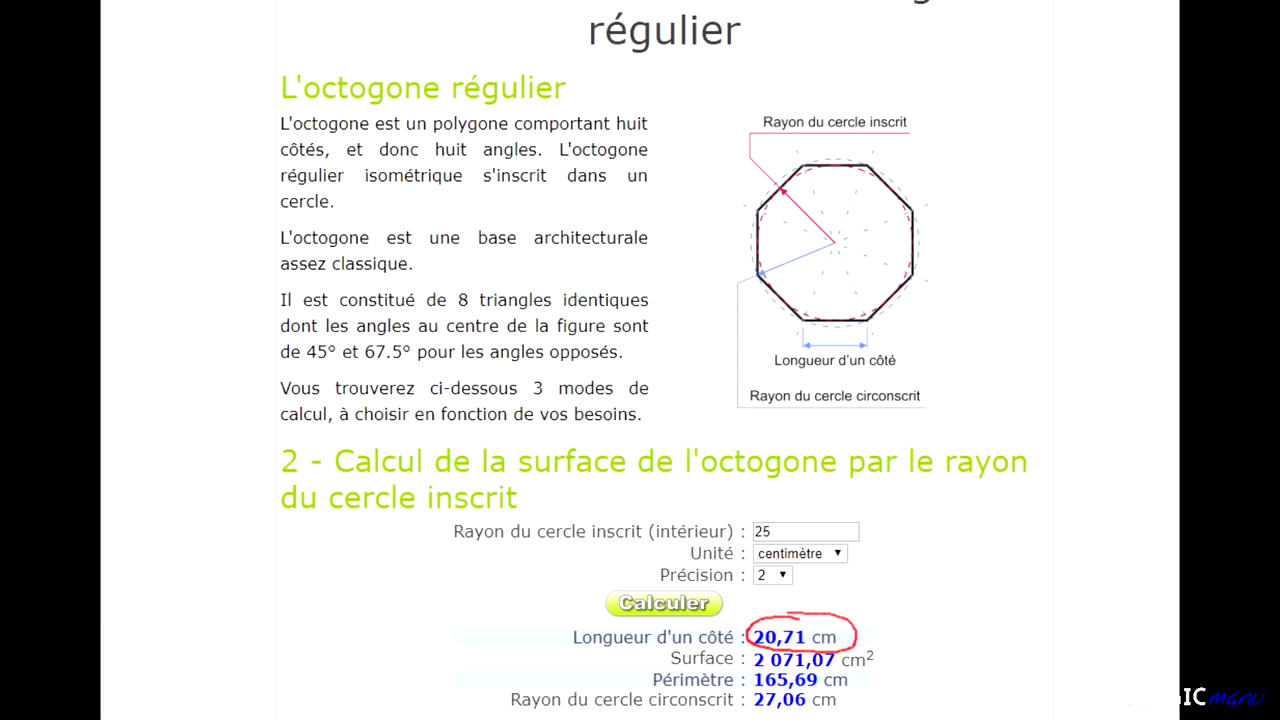 régulier
L'octogone régulier
L'octogone est un polygone comportant huit
côtés, et donc huit angles. L'octogone
régulier isométrique s'inscrit dans un
cercle.
L'octogone est une base architecturale
assez classique.
Il est constitué de 8 triangles identiques
dont les angles au centre de la figure sont
de 45° et 67.5° pour les angles opposés.
Vous trouverez ci-dessous 3 modes de
calcul, à choisir en fonction de vos besoins.
Rayon du cercle inscrit
Longueur d'un côté
Rayon du cercle circonscrit
2 - Calcul de la surface de l'octogone par le rayon
du cercle inscrit
Rayon du cercle inscrit (intérieur) : 25
Unité : centimètre
Précision : 2
Calculer
Longueur d'un côté : 20,71 cm
Surface : 2 071,07 cm²
Périmètre : 165,69 cm
Rayon du cercle circonscrit : 27,06 cm
manu